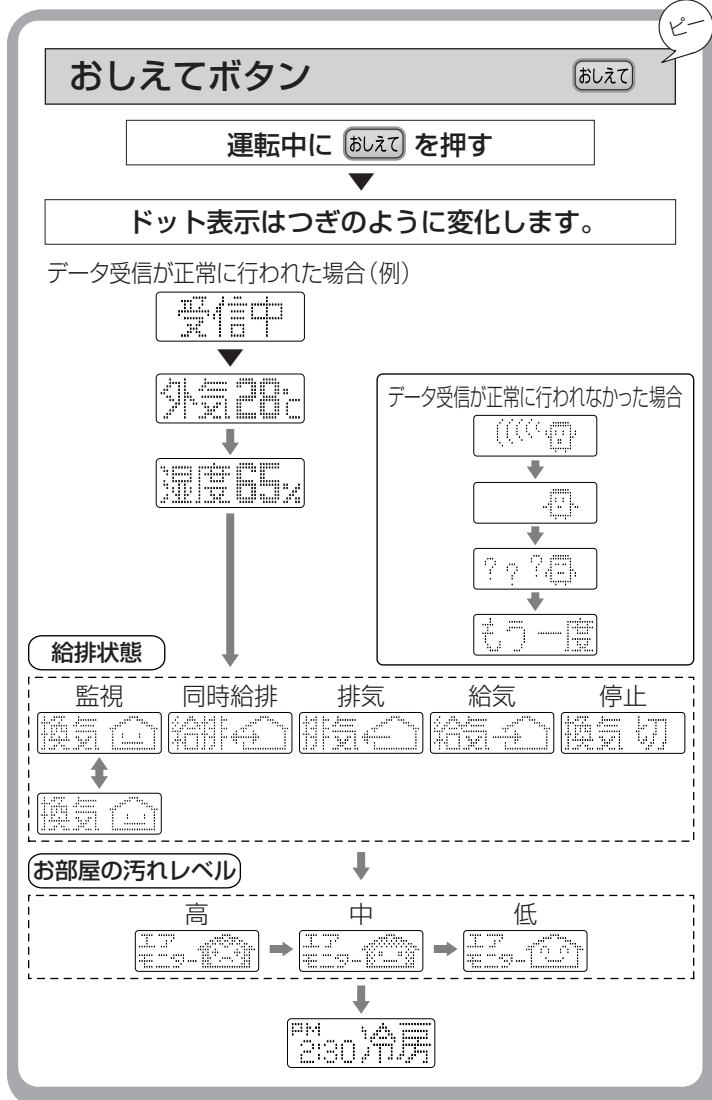 ピー
おしえてボタン おしえて
運転中に おしえて を押す
ドット表示はつぎのように変化します。
データ受信が正常に行われた場合(例)
受信中
外気28℃
湿度65%
データ受信が正常に行われなかった場合
? ? ?
もう一度
給排状態
監視 同時給排 排気 給気 停止
換気 給排 排気 給気 換気 切
換気
お部屋の汚れレベル
高 中 低
エア エア エア
モニター モニター モニター
PM
2:30 冷房